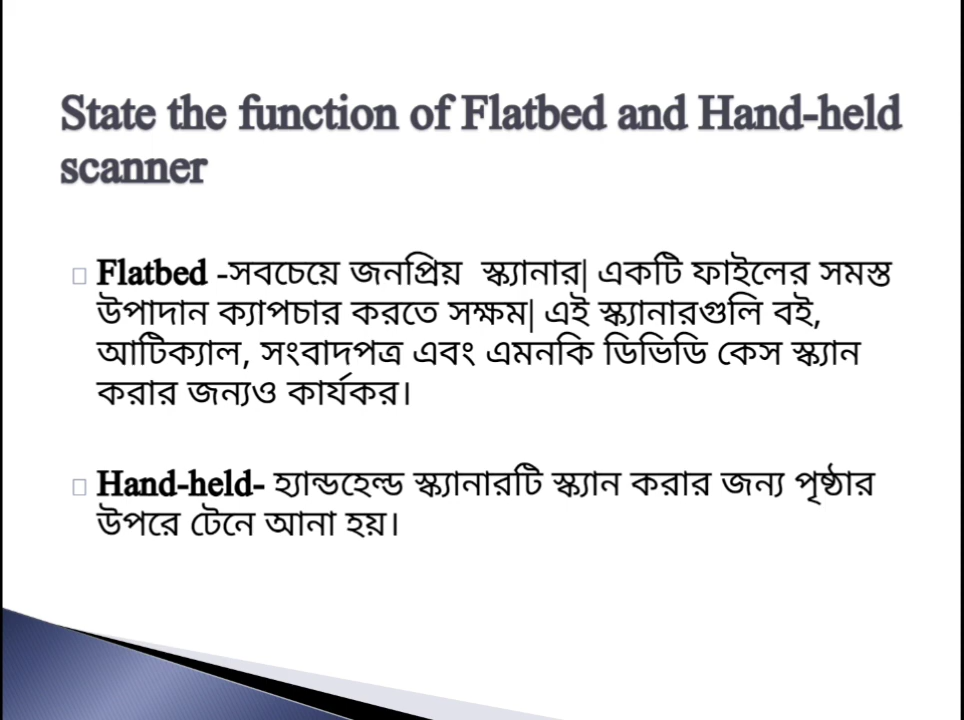 State the function of Flatbed and Hand-held
scanner
Flatbed -সবচেয়ে জনপ্রিয় স্ক্যানার| একটি ফাইলের সমস্ত
উপাদান ক্যাপচার করতে সক্ষম| এই স্ক্যানারগুলি বই,
আটিক্যাল, সংবাদপত্র এবং এমনকি ডিভিডি কেস স্ক্যান
করার জন্যও কার্যকর।
Hand-held- হ্যান্ডহেল্ড স্ক্যানারটি স্ক্যান করার জন্য পৃষ্ঠার
উপরে টেনে আনা হয়।